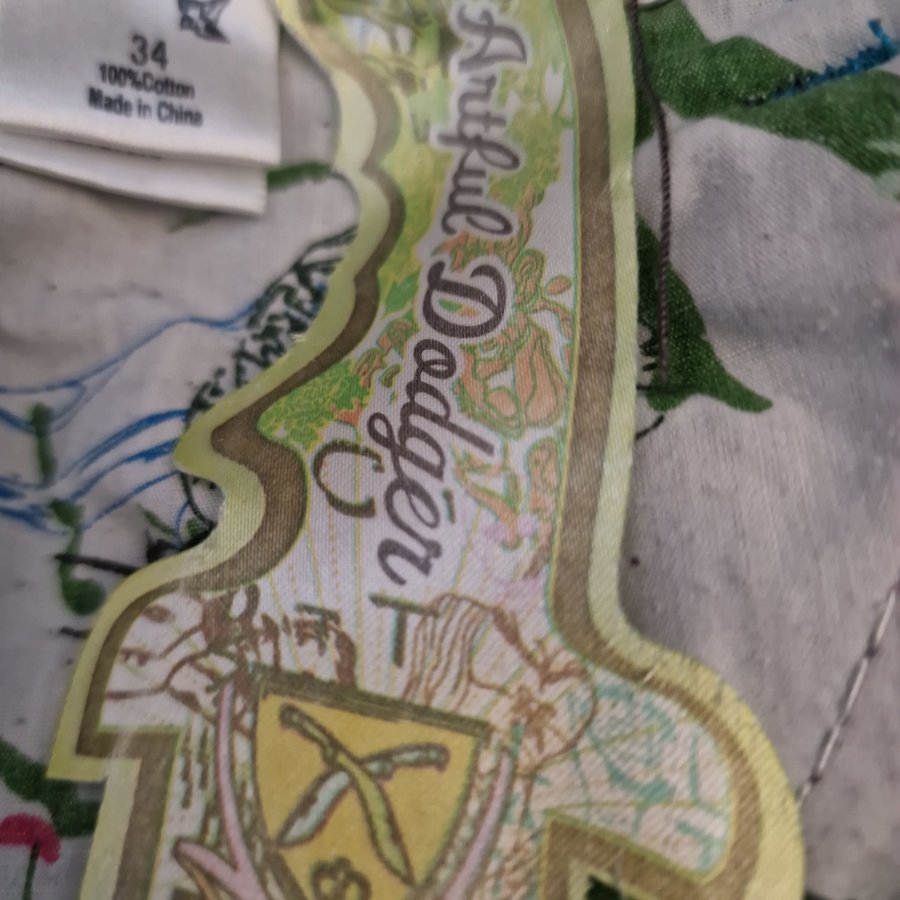 34
100%Cotton
Made in China
Artful Dodger